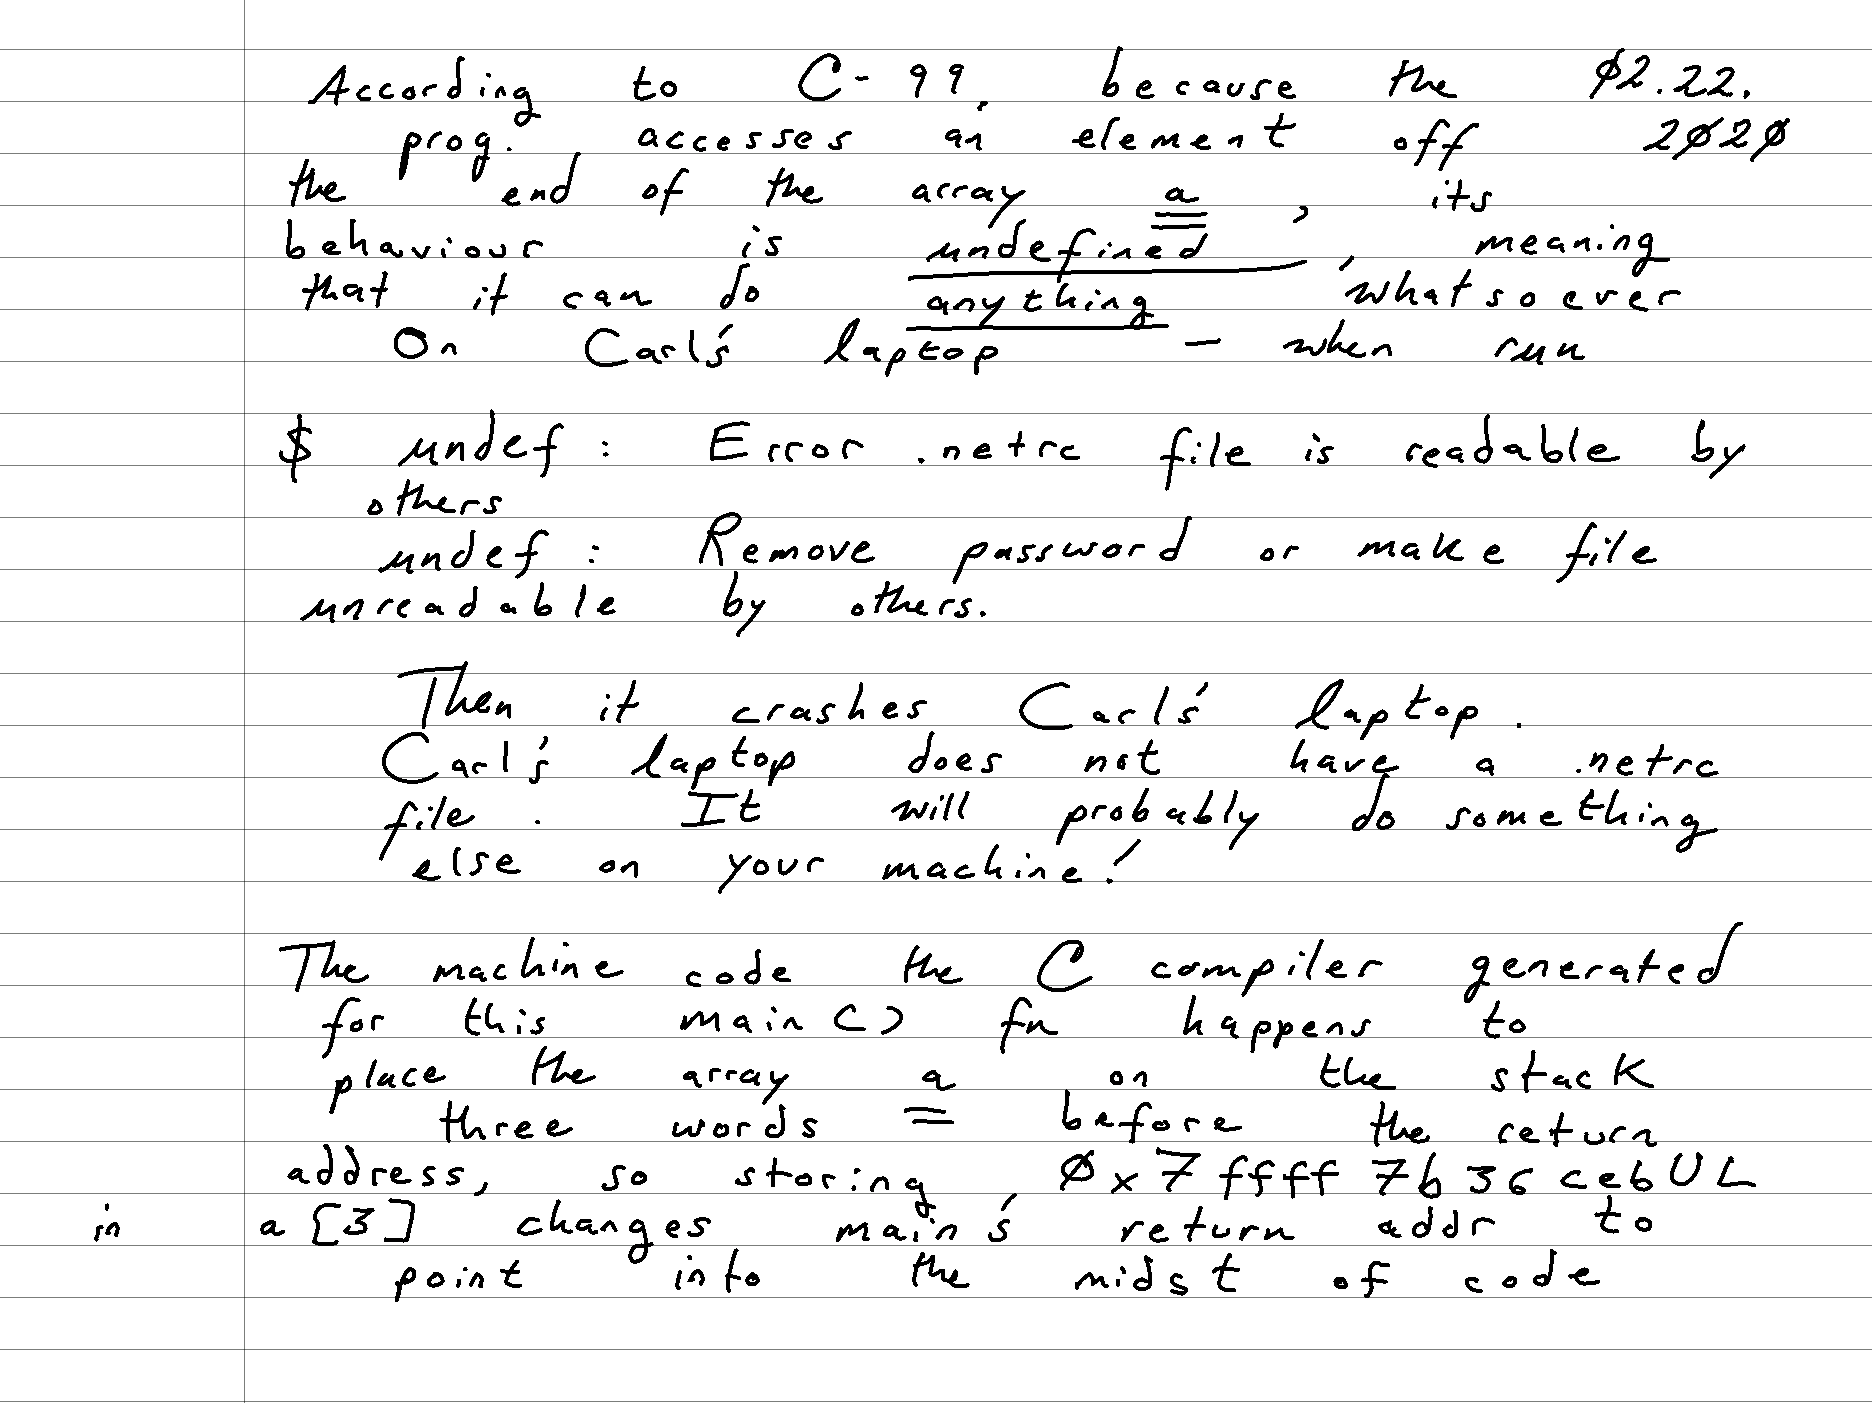 According to C-99, because the 02.22.
prog. accesses an element off 2020
the end of the array a, its
behaviour is undefined, meaning
that it can do anything whatsoever
On Carl's laptop - when run
$ undef: Error .netrc file is readable by
others
undef: Remove password or make file
unreadable by others.
Then it crashes Carl's laptop.
Carl's laptop does not have a .netrc
file. It will probably do something
else on your machine!
The machine code the C compiler generated
for this main() fn happens to
place the array a on the stack
three words before the return
address, so storing 0x7ffff7b36cebUL
in a[3] changes main's return addr to
point into the midst of code